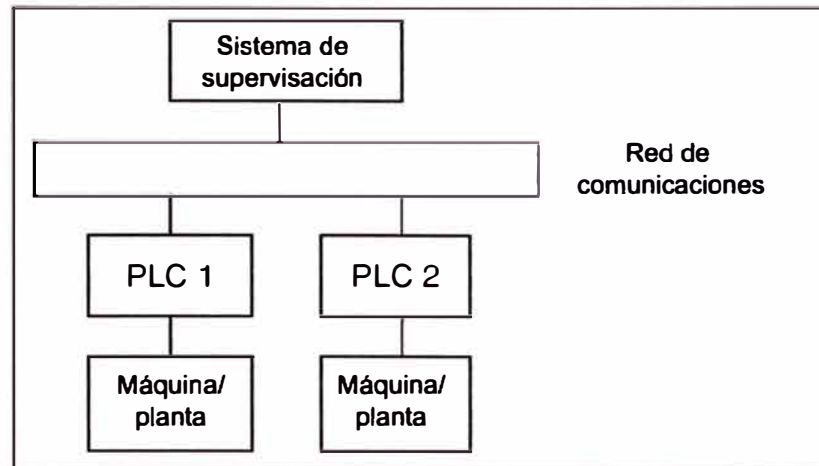 Sistema de
supervisación
Red de
comunicaciones
PLC 1
PLC 2
Máquina/
planta
Máquina/
planta